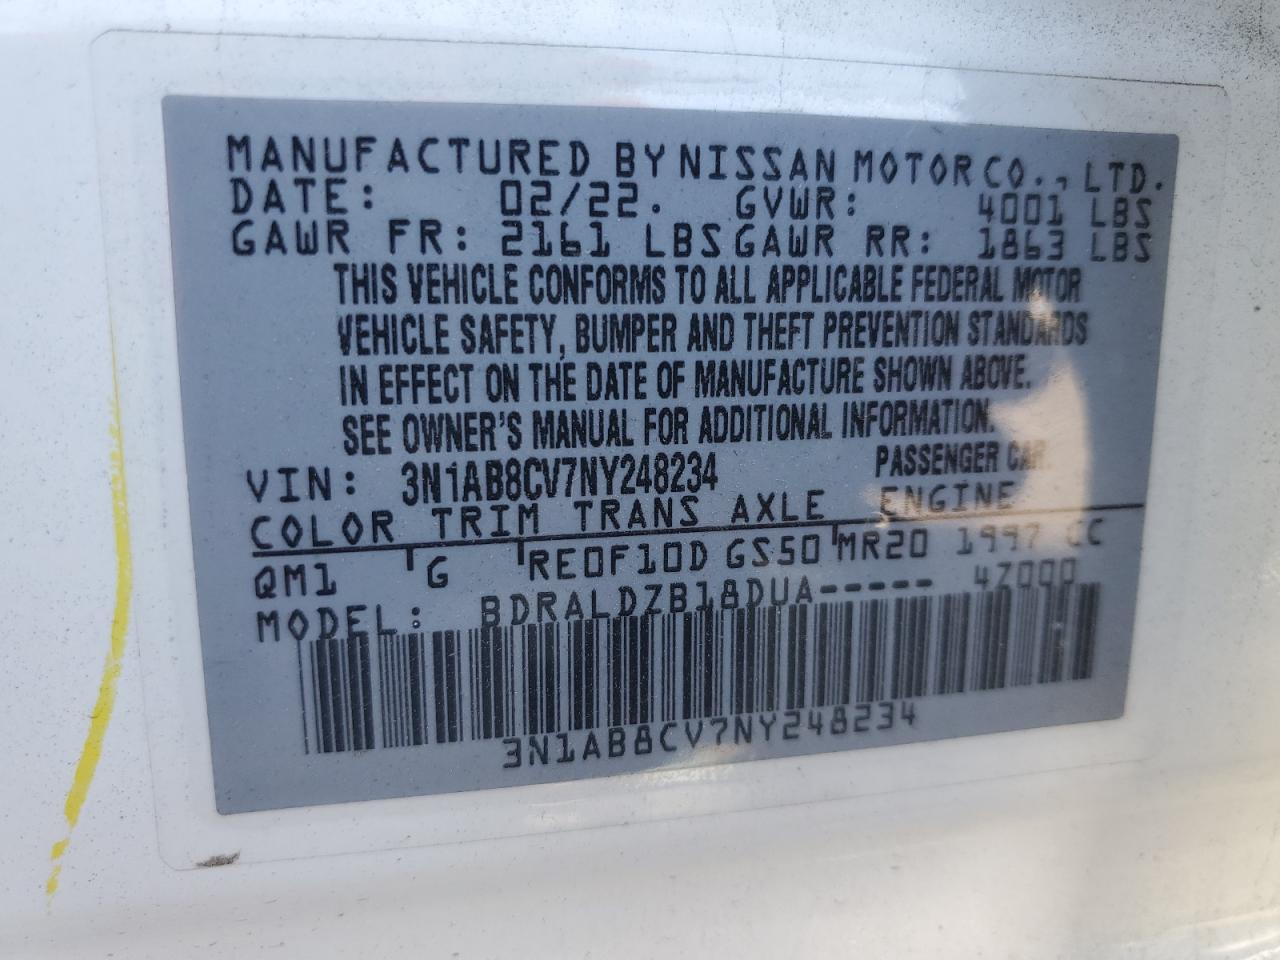 MANUFACTURED BY NISSAN MOTOR CO., LTD.
DATE: 02/22. GVWR: 4001 LBS
GAWR FR: 2161 LBS GAWR RR: 1863 LBS
THIS VEHICLE CONFORMS TO ALL APPLICABLE FEDERAL MOTOR
VEHICLE SAFETY, BUMPER AND THEFT PREVENTION STANDARDS
IN EFFECT ON THE DATE OF MANUFACTURE SHOWN ABOVE.
SEE OWNER'S MANUAL FOR ADDITIONAL INFORMATION.
VIN: 3N1AB8CV7NY248234 PASSENGER CAR
COLOR TRIM TRANS AXLE ENGINE
QM1 G RE0F10D GS50 MR20 1997 CC
MODEL: BDRALDZB18DUA----- 47000
3N1AB8CV7NY248234